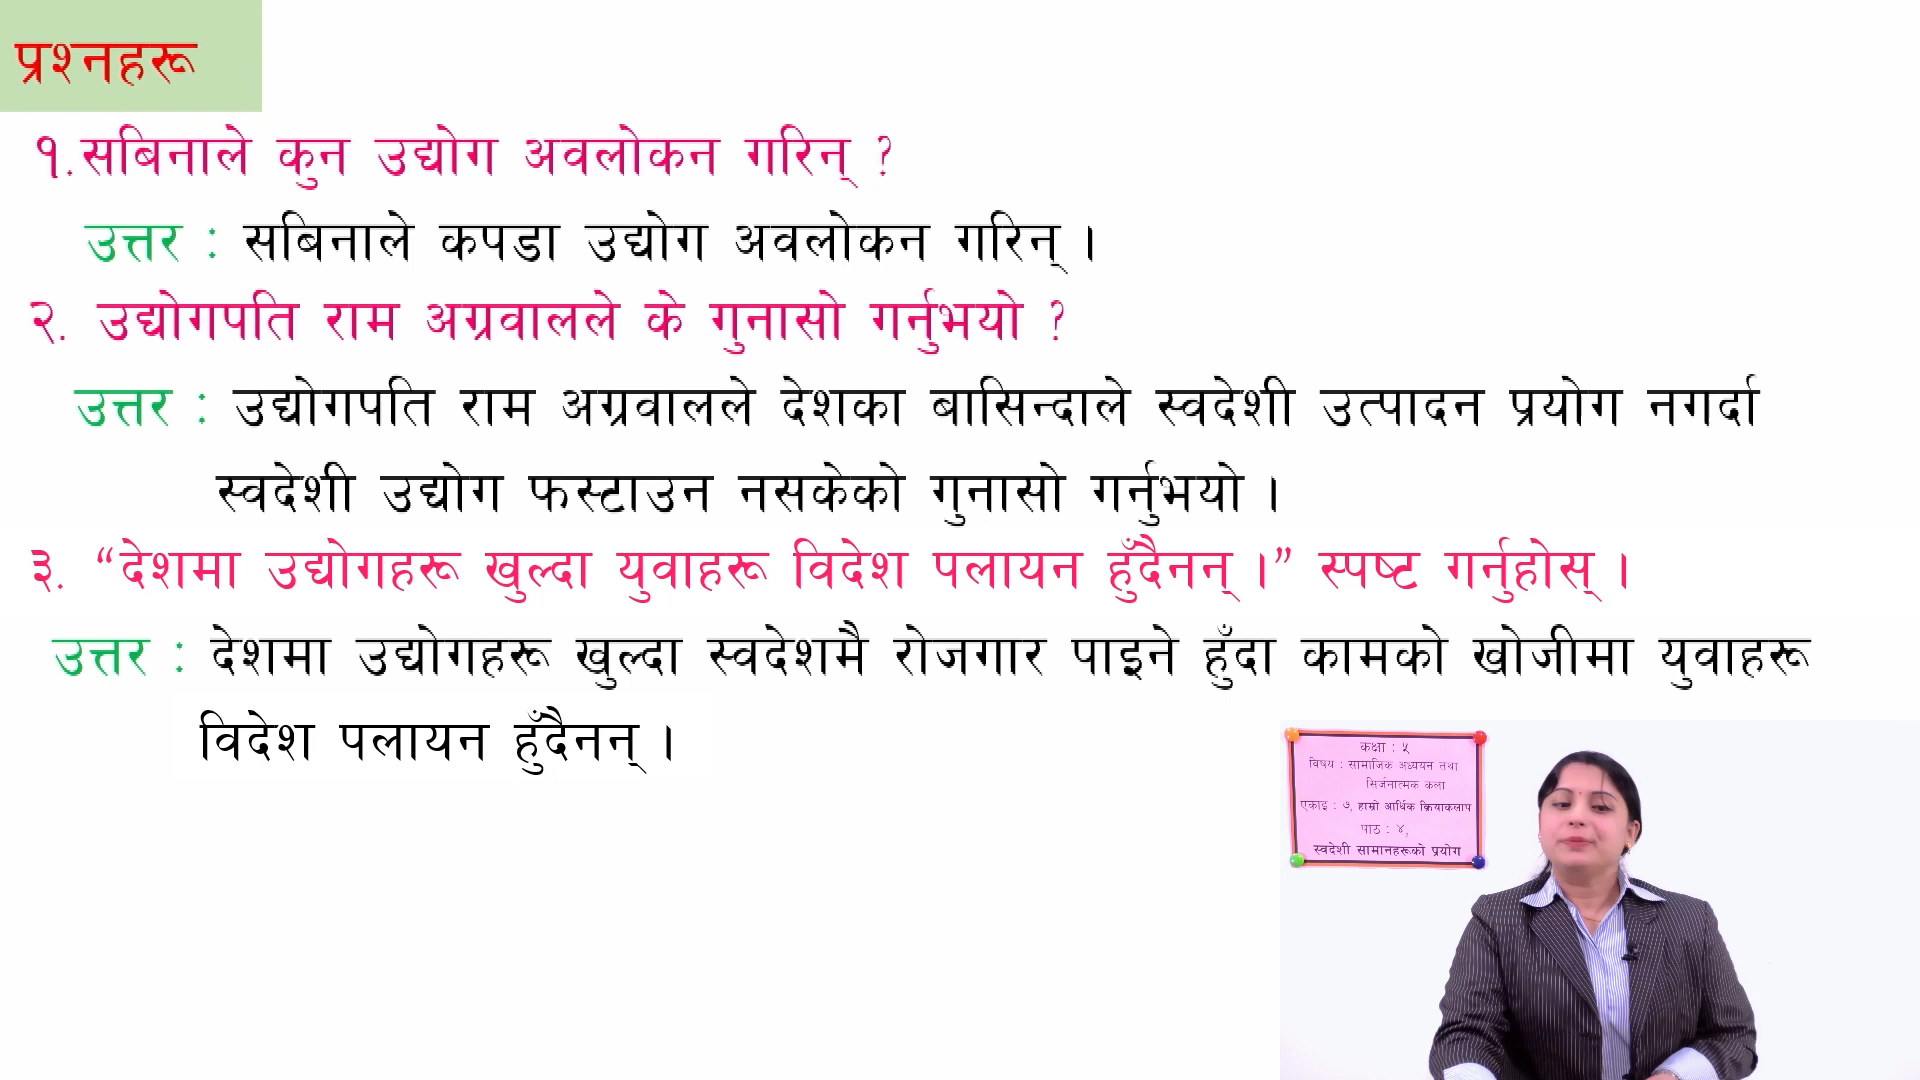 प्रश्नहरू
१.सबिनाले कुन उद्योग अवलोकन गरिन् ?
उत्तर : सबिनाले कपडा उद्योग अवलोकन गरिन् ।
२. उद्योगपति राम अग्रवालले के गुनासो गर्नुभयो ?
उत्तर : उद्योगपति राम अग्रवालले देशका बासिन्दाले स्वदेशी उत्पादन प्रयोग नगर्दा
स्वदेशी उद्योग फस्टाउन नसकेको गुनासो गर्नुभयो ।
३. “देशमा उद्योगहरू खुल्दा युवाहरू विदेश पलायन हुँदैनन् ।” स्पष्ट गर्नुहोस् ।
उत्तर : देशमा उद्योगहरू खुल्दा स्वदेशमै रोजगार पाइने हुँदा कामको खोजीमा युवाहरू
विदेश पलायन हुँदैनन् ।
कक्षा : ५
विषय : सामाजिक अध्ययन तथा
सिर्जनात्मक कला
एकाइ : ७, हाम्रो आर्थिक क्रियाकलाप
पाठ : ४,
स्वदेशी सामानहरूको प्रयोग